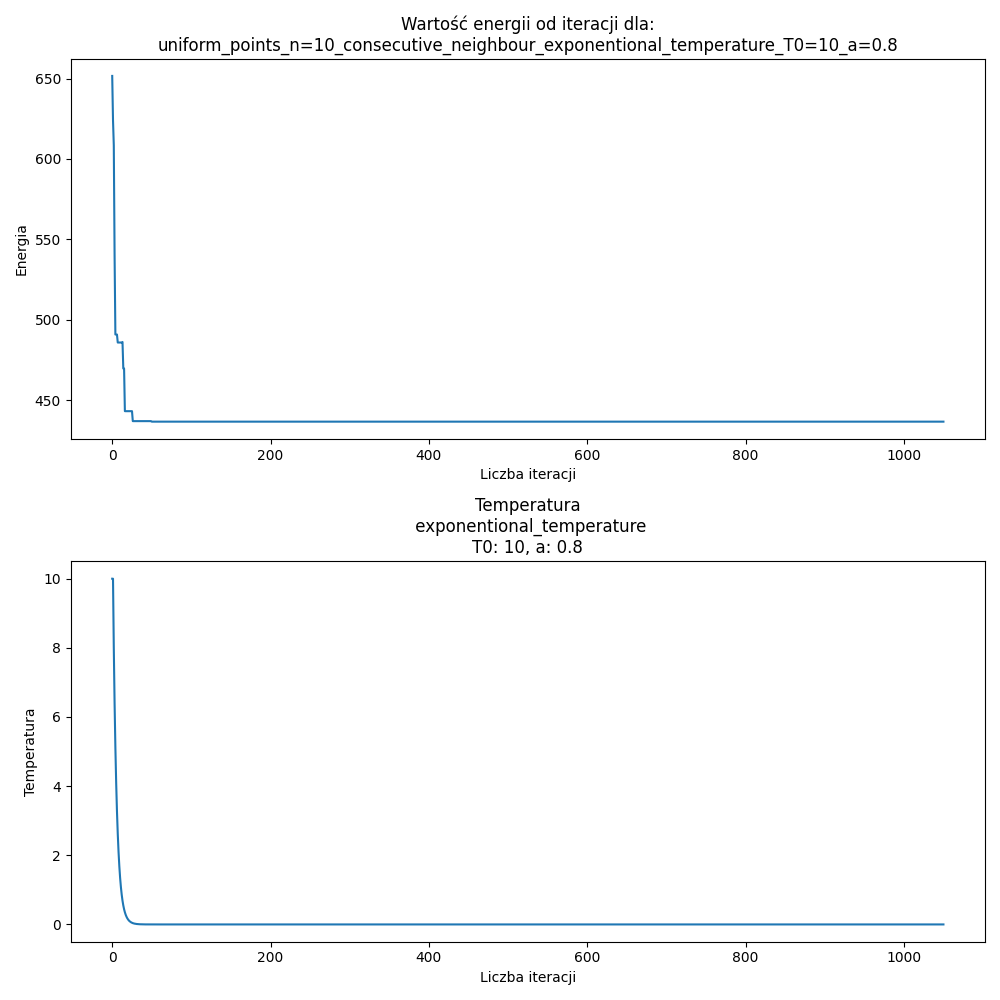 Wartość energii od iteracji dla:
uniform_points_n=10_consecutive_neighbour_exponentional_temperature_T0=10_a=0.8
650
600
550
500
450
Energia
0 200 400 600 800 1000
Liczba iteracji
Temperatura
exponentional_temperature
T0: 10, a: 0.8
10
8
6
4
2
0
Temperatura
0 200 400 600 800 1000
Liczba iteracji